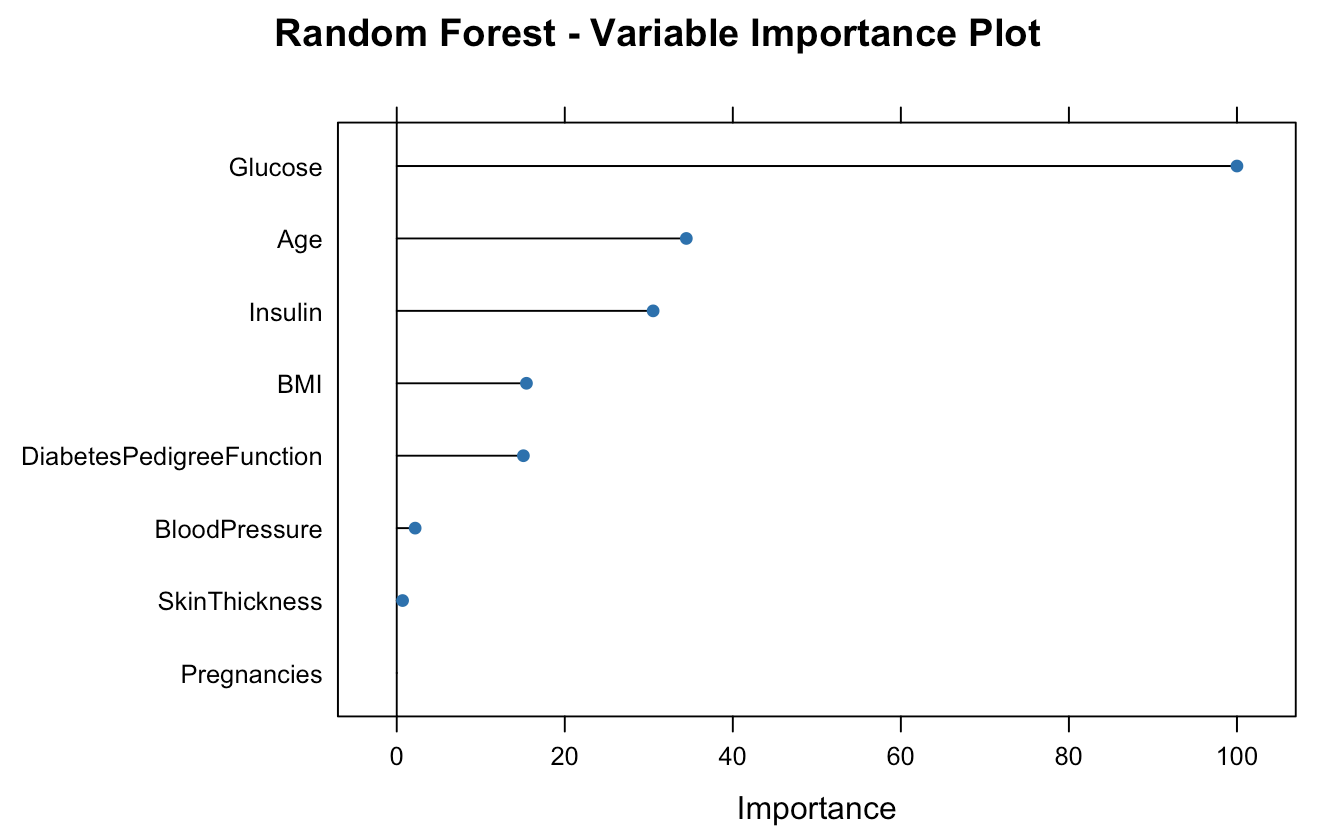 Random Forest - Variable Importance Plot
Glucose
Age
Insulin
BMI
DiabetesPedigreeFunction
BloodPressure
SkinThickness
Pregnancies
0 20 40 60 80 100
Importance